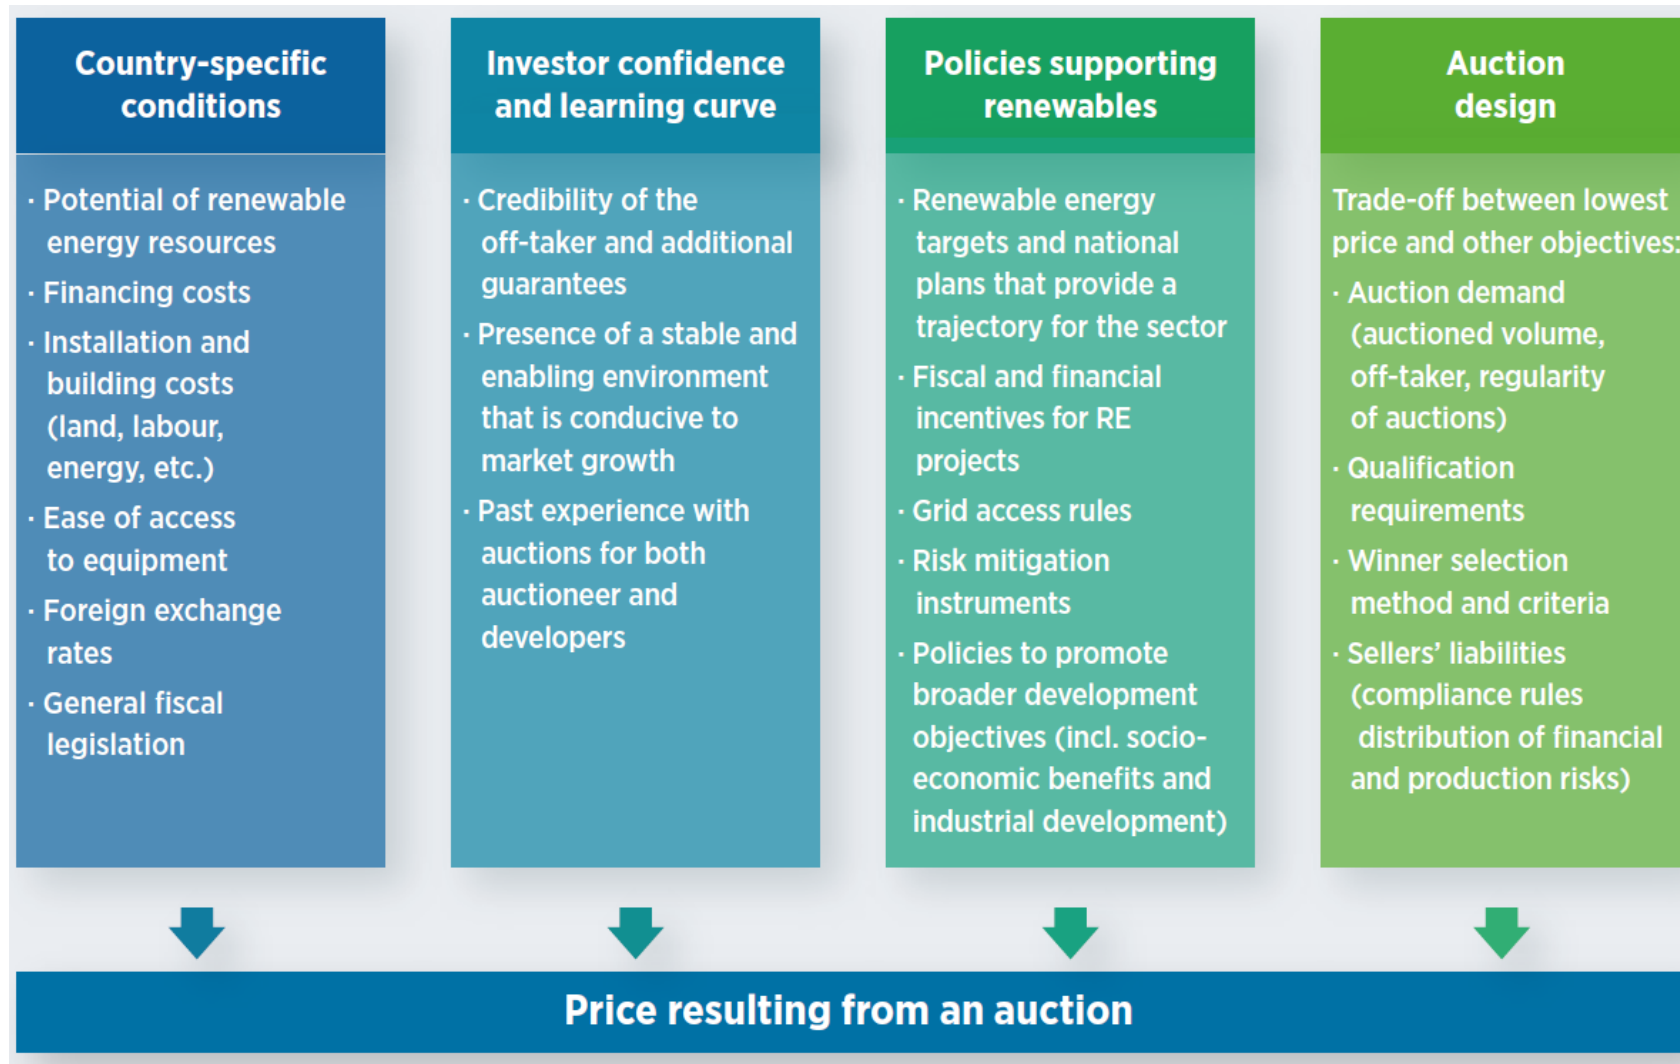 Country-specific
conditions
· Potential of renewable
energy resources
· Financing costs
· Installation and
building costs
(land, labour,
energy, etc.)
· Ease of access
to equipment
· Foreign exchange
rates
· General fiscal
legislation
Investor confidence
and learning curve
· Credibility of the
off-taker and additional
guarantees
· Presence of a stable and
enabling environment
that is conducive to
market growth
· Past experience with
auctions for both
auctioneer and
developers
Policies supporting
renewables
· Renewable energy
targets and national
plans that provide a
trajectory for the sector
· Fiscal and financial
incentives for RE
projects
· Grid access rules
· Risk mitigation
instruments
· Policies to promote
broader development
objectives (incl. socio-
economic benefits and
industrial development)
Auction
design
Trade-off between lowest
price and other objectives:
· Auction demand
(auctioned volume,
off-taker, regularity
of auctions)
· Qualification
requirements
· Winner selection
method and criteria
· Sellers’ liabilities
(compliance rules
distribution of financial
and production risks)
Price resulting from an auction